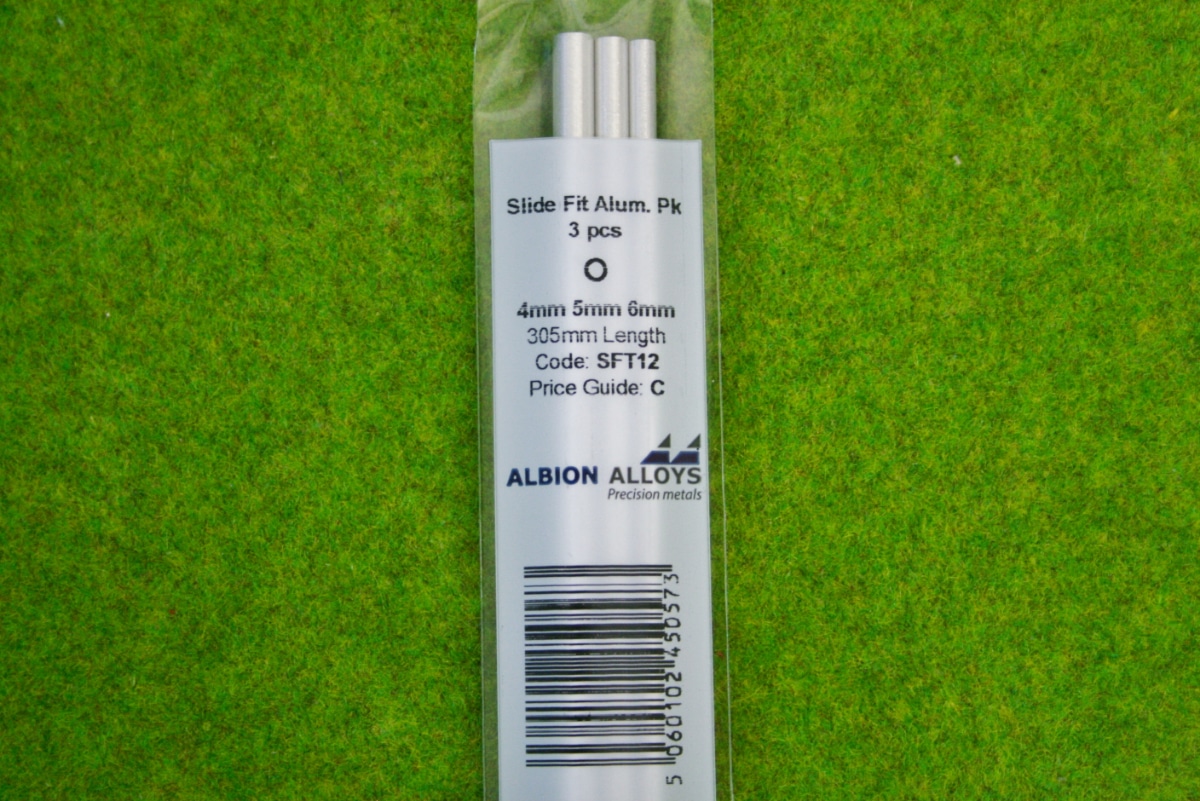 Slide Fit Alum. Pk
3 pcs
O
4mm 5mm 6mm
305mm Length
Code: SFT12
Price Guide: C
ALBION ALLOYS
Precision metals
5 060102 450573